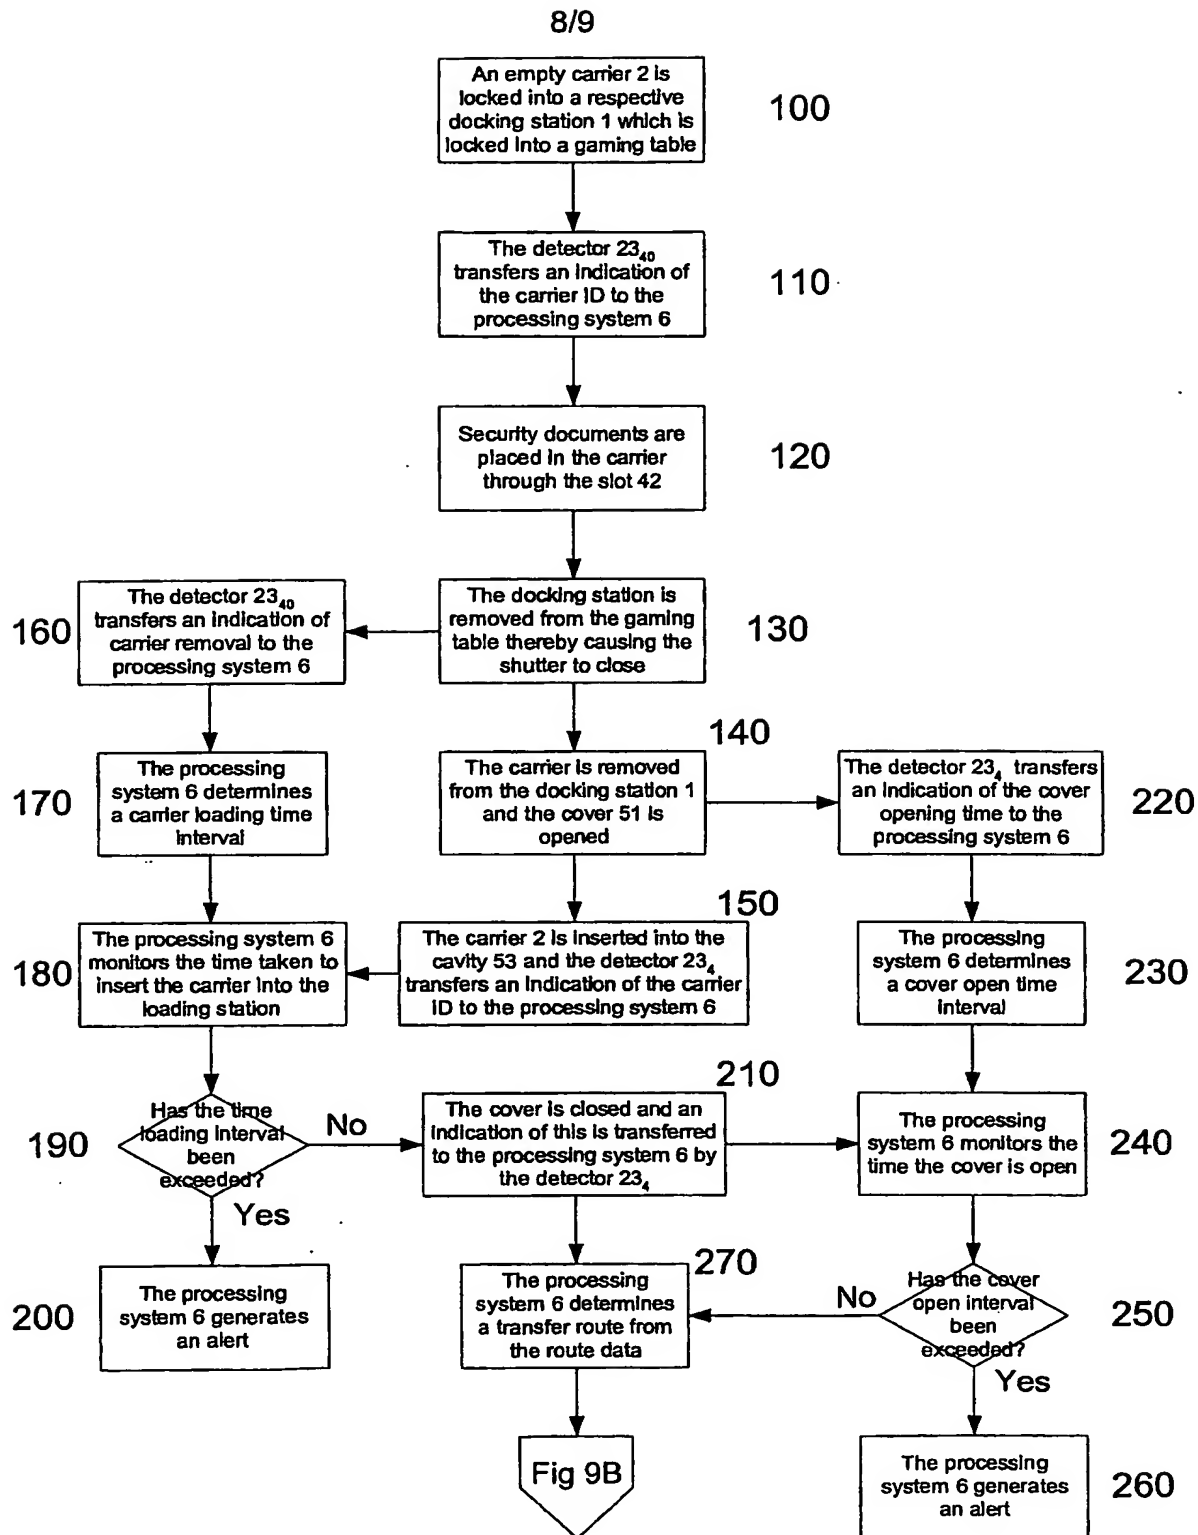 8/9
An empty carrier 2 is
locked into a respective
docking station 1 which is
locked into a gaming table
100
The detector 23₄₀
transfers an indication of
the carrier ID to the
processing system 6
110
Security documents are
placed in the carrier
through the slot 42
120
The docking station is
removed from the gaming
table thereby causing the
shutter to close
130
160
The detector 23₄₀
transfers an indication of
carrier removal to the
processing system 6
140
The carrier is removed
from the docking station 1
and the cover 51 is
opened
170
The processing
system 6 determines
a carrier loading time
interval
The detector 23₄ transfers
an indication of the cover
opening time to the
processing system 6
220
150
The carrier 2 is inserted into the
cavity 53 and the detector 23₄
transfers an indication of the carrier
ID to the processing system 6
180
The processing system 6
monitors the time taken to
insert the carrier into the
loading station
The processing
system 6 determines
a cover open time
interval
230
190
Has the time
loading interval
been
exceeded?
No
Yes
210
The cover is closed and an
indication of this is transferred
to the processing system 6 by
the detector 23₄
The processing
system 6 monitors the
time the cover is open
240
200
The processing
system 6 generates
an alert
270
The processing
system 6 determines
a transfer route from
the route data
No
Has the cover
open interval
been
exceeded?
250
Yes
Fig 9B
The processing
system 6 generates
an alert
260